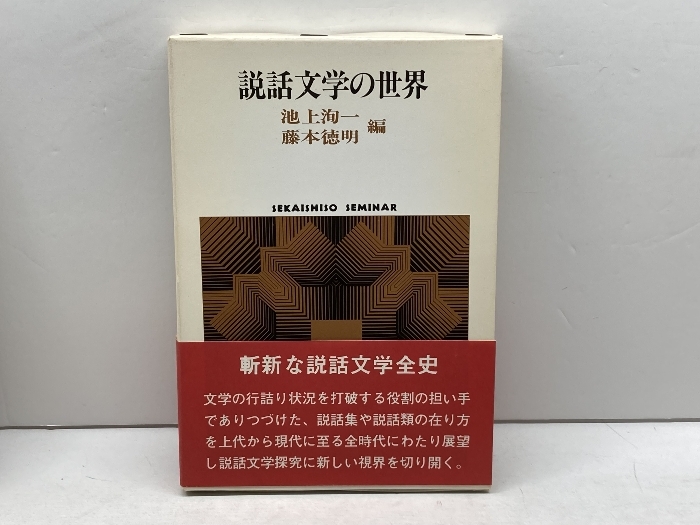 説話文学の世界
池上洵一
藤本徳明 編
SEKAISHISO SEMINAR
斬新な説話文学全史
文学の行詰り状況を打破する役割の担い手
でありつづけた、説話集や説話類の在り方
を上代から現代に至る全時代にわたり展望
し説話文学探究に新しい視界を切り開く。